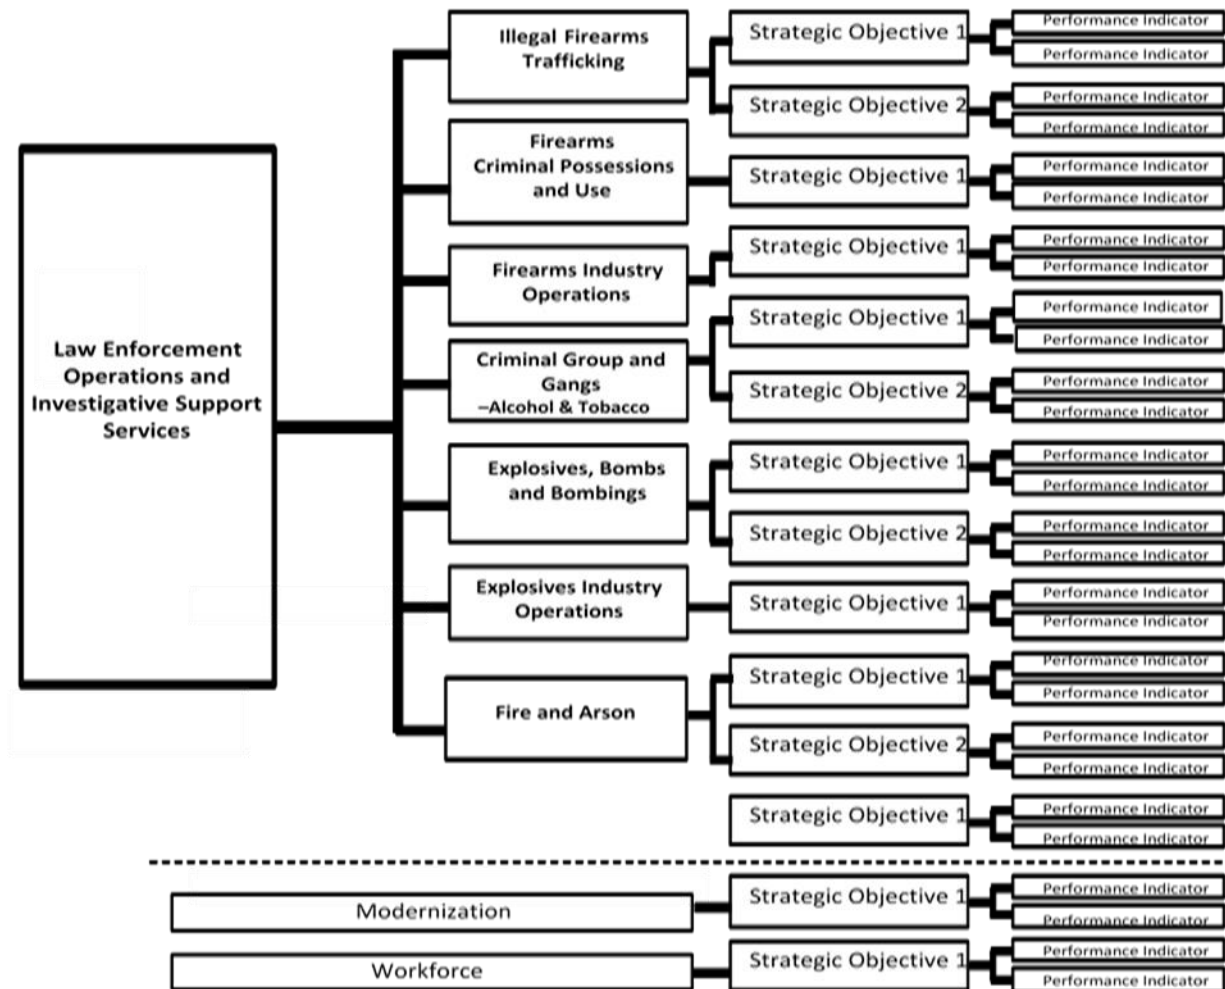 Law Enforcement
Operations and
Investigative Support
Services
Illegal Firearms
Trafficking
Strategic Objective 1
Performance Indicator
Performance Indicator
Strategic Objective 2
Performance Indicator
Performance Indicator
Firearms
Criminal Possessions
and Use
Strategic Objective 1
Performance Indicator
Performance Indicator
Firearms Industry
Operations
Strategic Objective 1
Performance Indicator
Performance Indicator
Criminal Group and
Gangs
–Alcohol & Tobacco
Strategic Objective 1
Performance Indicator
Performance Indicator
Strategic Objective 2
Performance Indicator
Performance Indicator
Explosives, Bombs
and Bombings
Strategic Objective 1
Performance Indicator
Performance Indicator
Strategic Objective 2
Performance Indicator
Performance Indicator
Explosives Industry
Operations
Strategic Objective 1
Performance Indicator
Performance Indicator
Fire and Arson
Strategic Objective 1
Performance Indicator
Performance Indicator
Strategic Objective 2
Performance Indicator
Performance Indicator
Strategic Objective 1
Performance Indicator
Performance Indicator
Modernization
Strategic Objective 1
Performance Indicator
Performance Indicator
Workforce
Strategic Objective 1
Performance Indicator
Performance Indicator